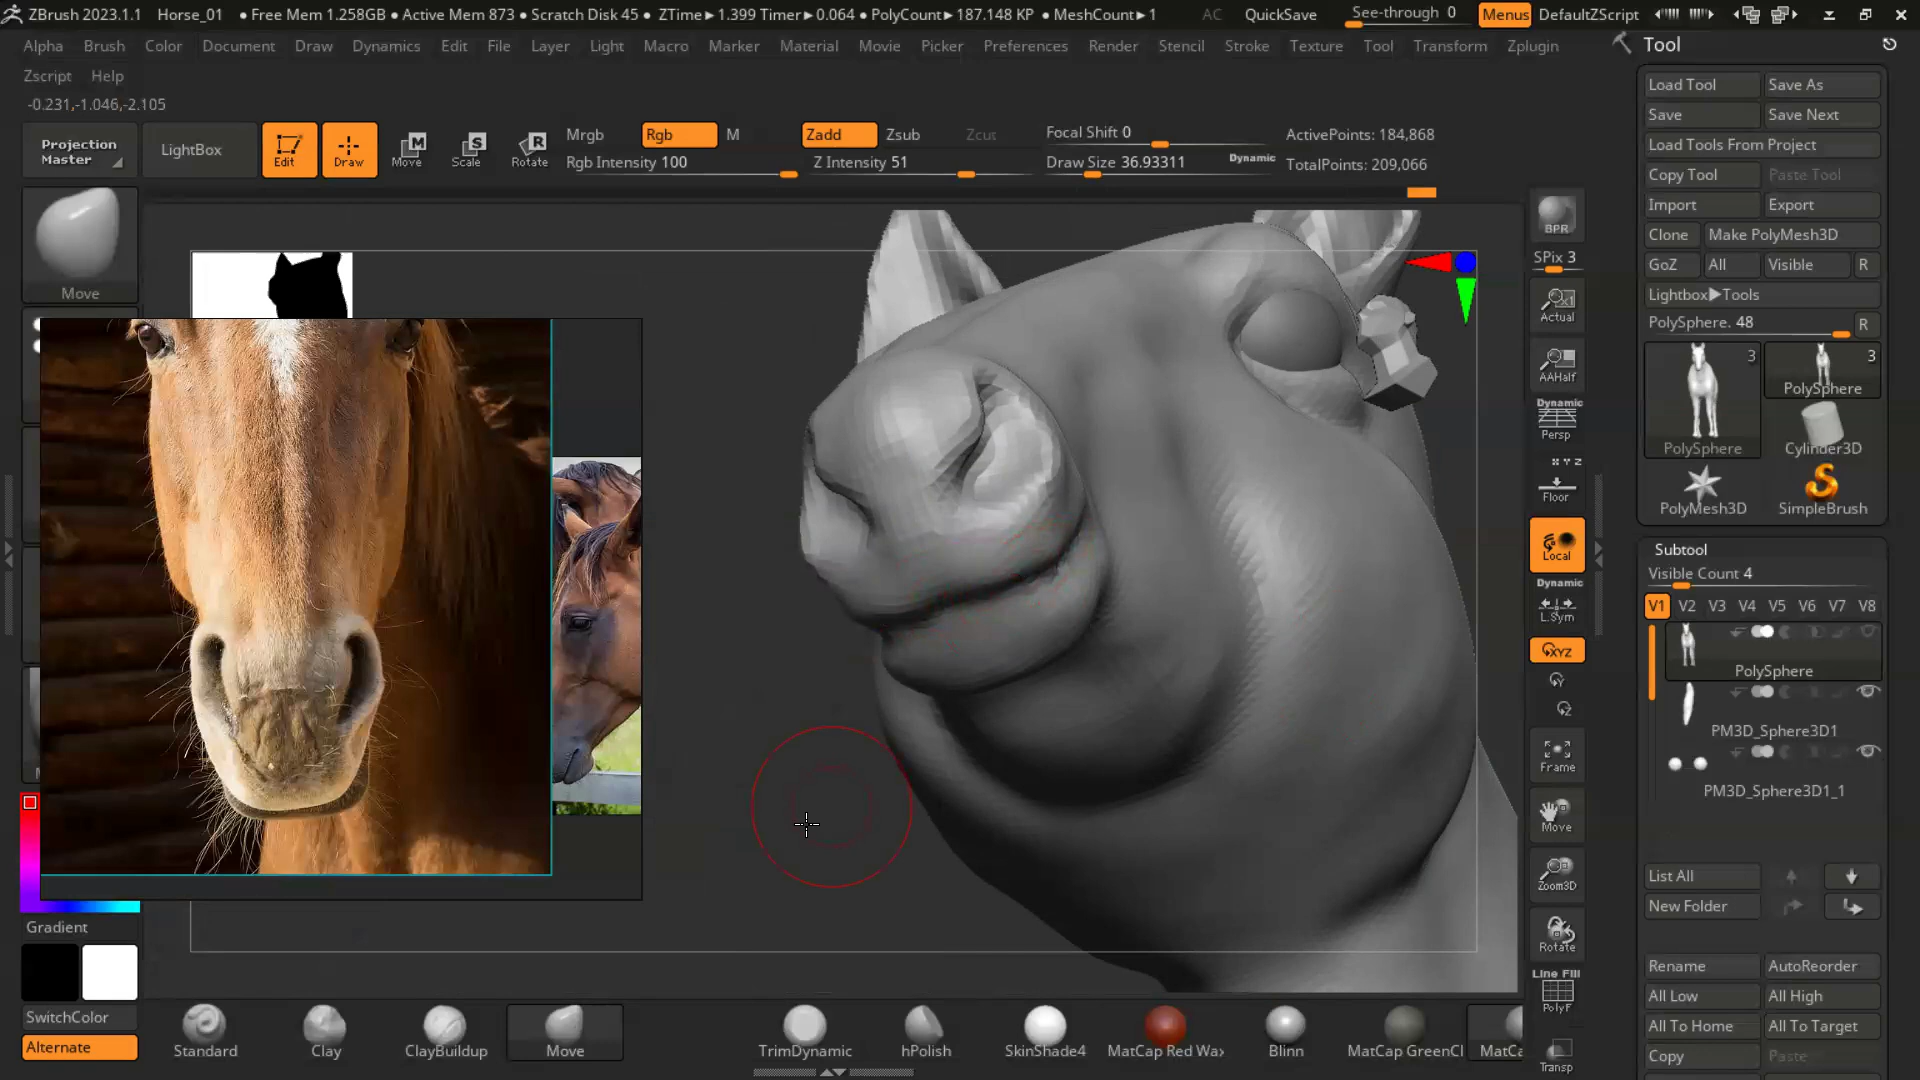 ZBrush 2023.1.1 Horse_01 ● Free Mem 1.258GB ● Active Mem 873 ● Scratch Disk 45 ● ZTime►1.399 Timer►0.064 ● PolyCount►187.148 KP ● MeshCount►1 AC QuickSave See-through 0 Menus DefaultZScript
Alpha Brush Color Document Draw Dynamics Edit File Layer Light Macro Marker Material Movie Picker Preferences Render Stencil Stroke Texture Tool Transform Zplugin
Zscript Help
-0.231,-1.046,-2.105
Projection Master
LightBox
Edit
Draw
Move
Scale
Rotate
Mrgb Rgb M
Rgb Intensity 100
Zadd Zsub Zcut
Z Intensity 51
Focal Shift 0
Draw Size 36.93311 Dynamic
ActivePoints: 184,868
TotalPoints: 209,066
Move
Gradient
SwitchColor
Alternate
BPR
SPix 3
Actual
AAHalf
Dynamic
Persp
X Y Z
Floor
Local
Dynamic
L.Sym
XYZ
Y
Z
Frame
Move
Zoom3D
Rotate
Line Fill
PolyF
Transp
Standard Clay ClayBuildup Move TrimDynamic hPolish SkinShade4 MatCap Red Wax Blinn MatCap GreenCl MatCa
Tool
Load Tool Save As
Save Save Next
Load Tools From Project
Copy Tool Paste Tool
Import Export
Clone Make PolyMesh3D
GoZ All Visible R
Lightbox►Tools
PolySphere. 48 R
3 3
PolySphere
PolySphere Cylinder3D
PolyMesh3D SimpleBrush
Subtool
Visible Count 4
V1 V2 V3 V4 V5 V6 V7 V8
PolySphere
PM3D_Sphere3D1
PM3D_Sphere3D1_1
List All
New Folder
Rename AutoReorder
All Low All High
All To Home All To Target
Copy Paste